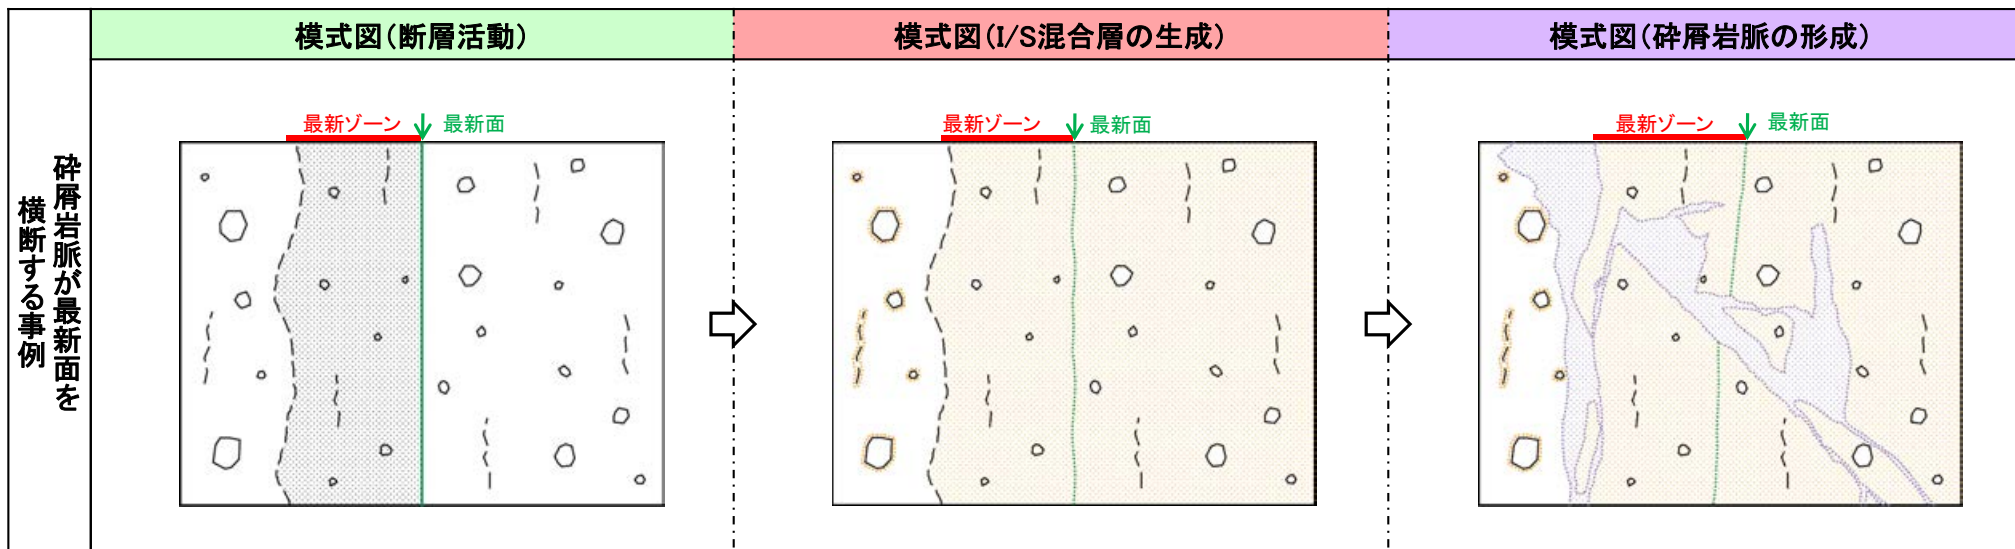 模式図(断層活動)
模式図(I/S混合層の生成)
模式図(砕屑岩脈の形成)
砕屑岩脈が最新面を
横断する事例
最新ゾーン
最新面
最新ゾーン
最新面
最新ゾーン
最新面